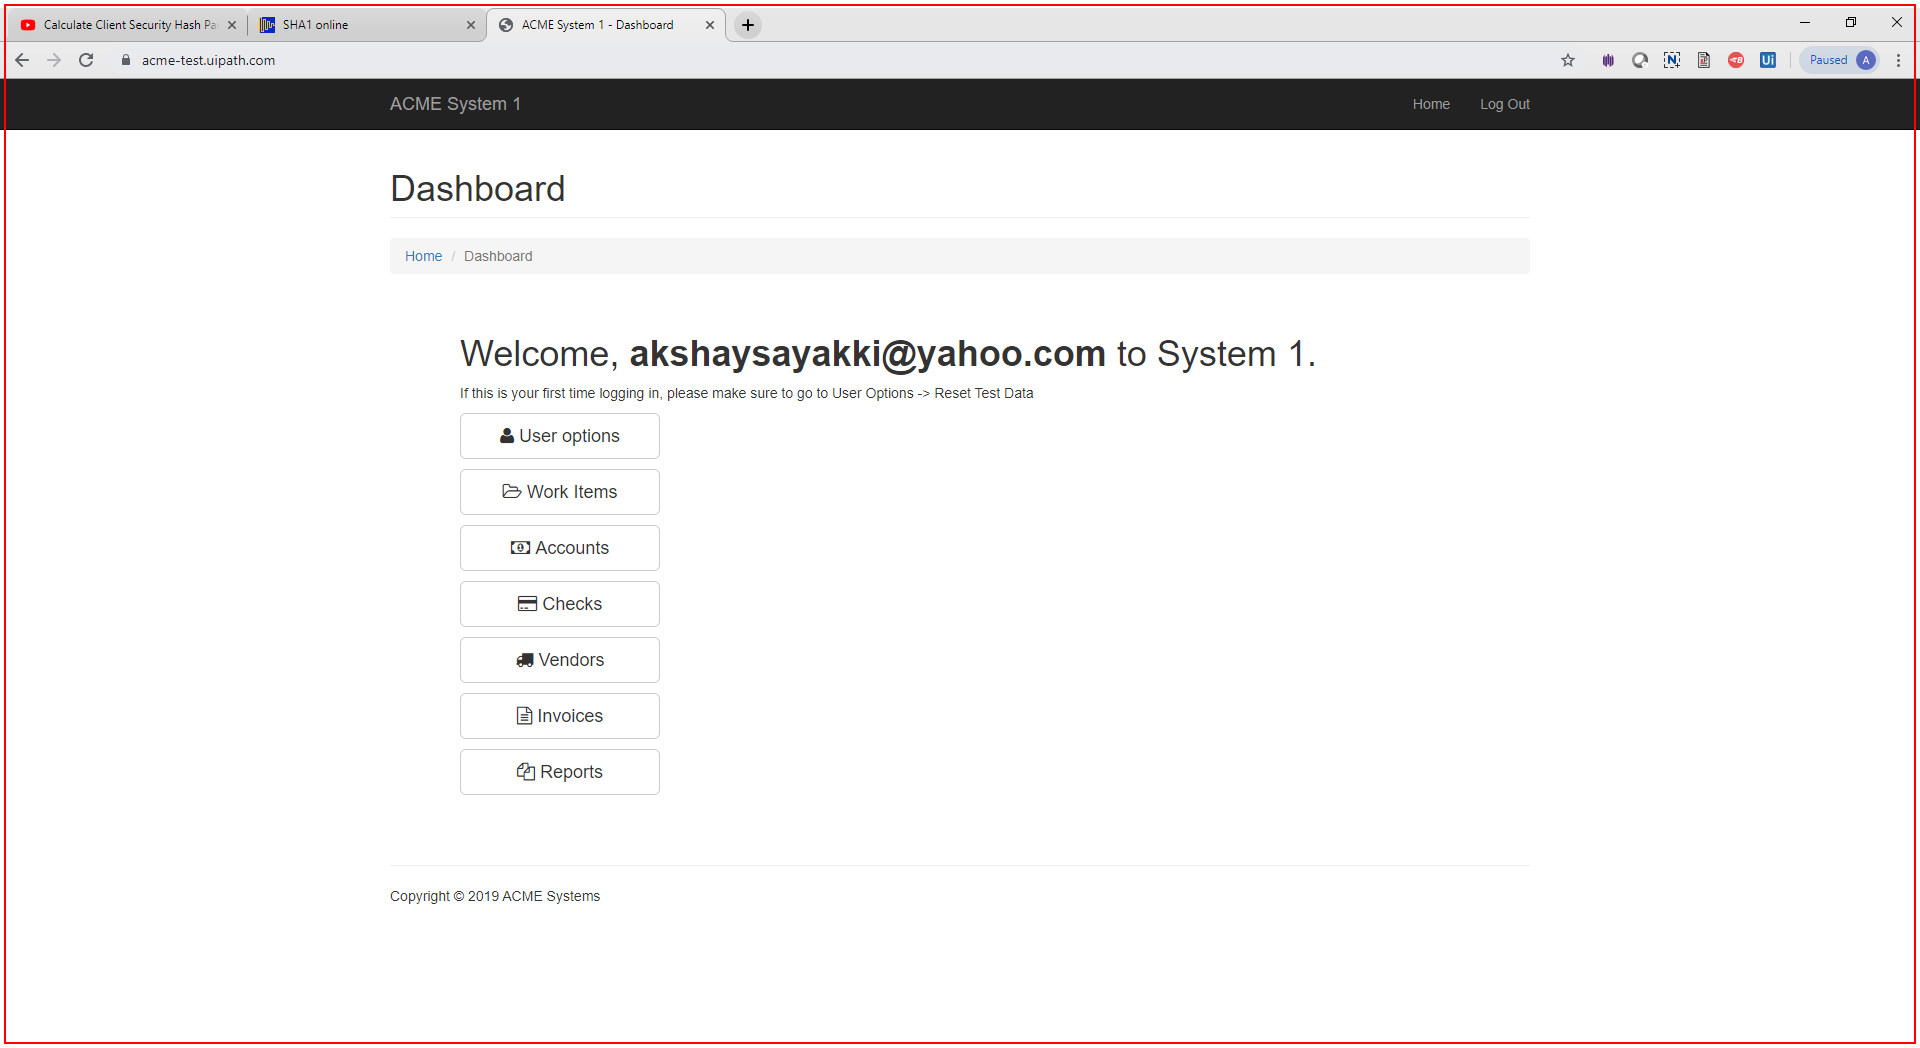 Calculate Client Security Hash Pa
SHA1 online
ACME System 1 - Dashboard
acme-test.uipath.com
Paused
A
ACME System 1
Home
Log Out
Dashboard
Home / Dashboard
Welcome, akshaysayakki@yahoo.com to System 1.
If this is your first time logging in, please make sure to go to User Options -> Reset Test Data
User options
Work Items
Accounts
Checks
Vendors
Invoices
Reports
Copyright © 2019 ACME Systems